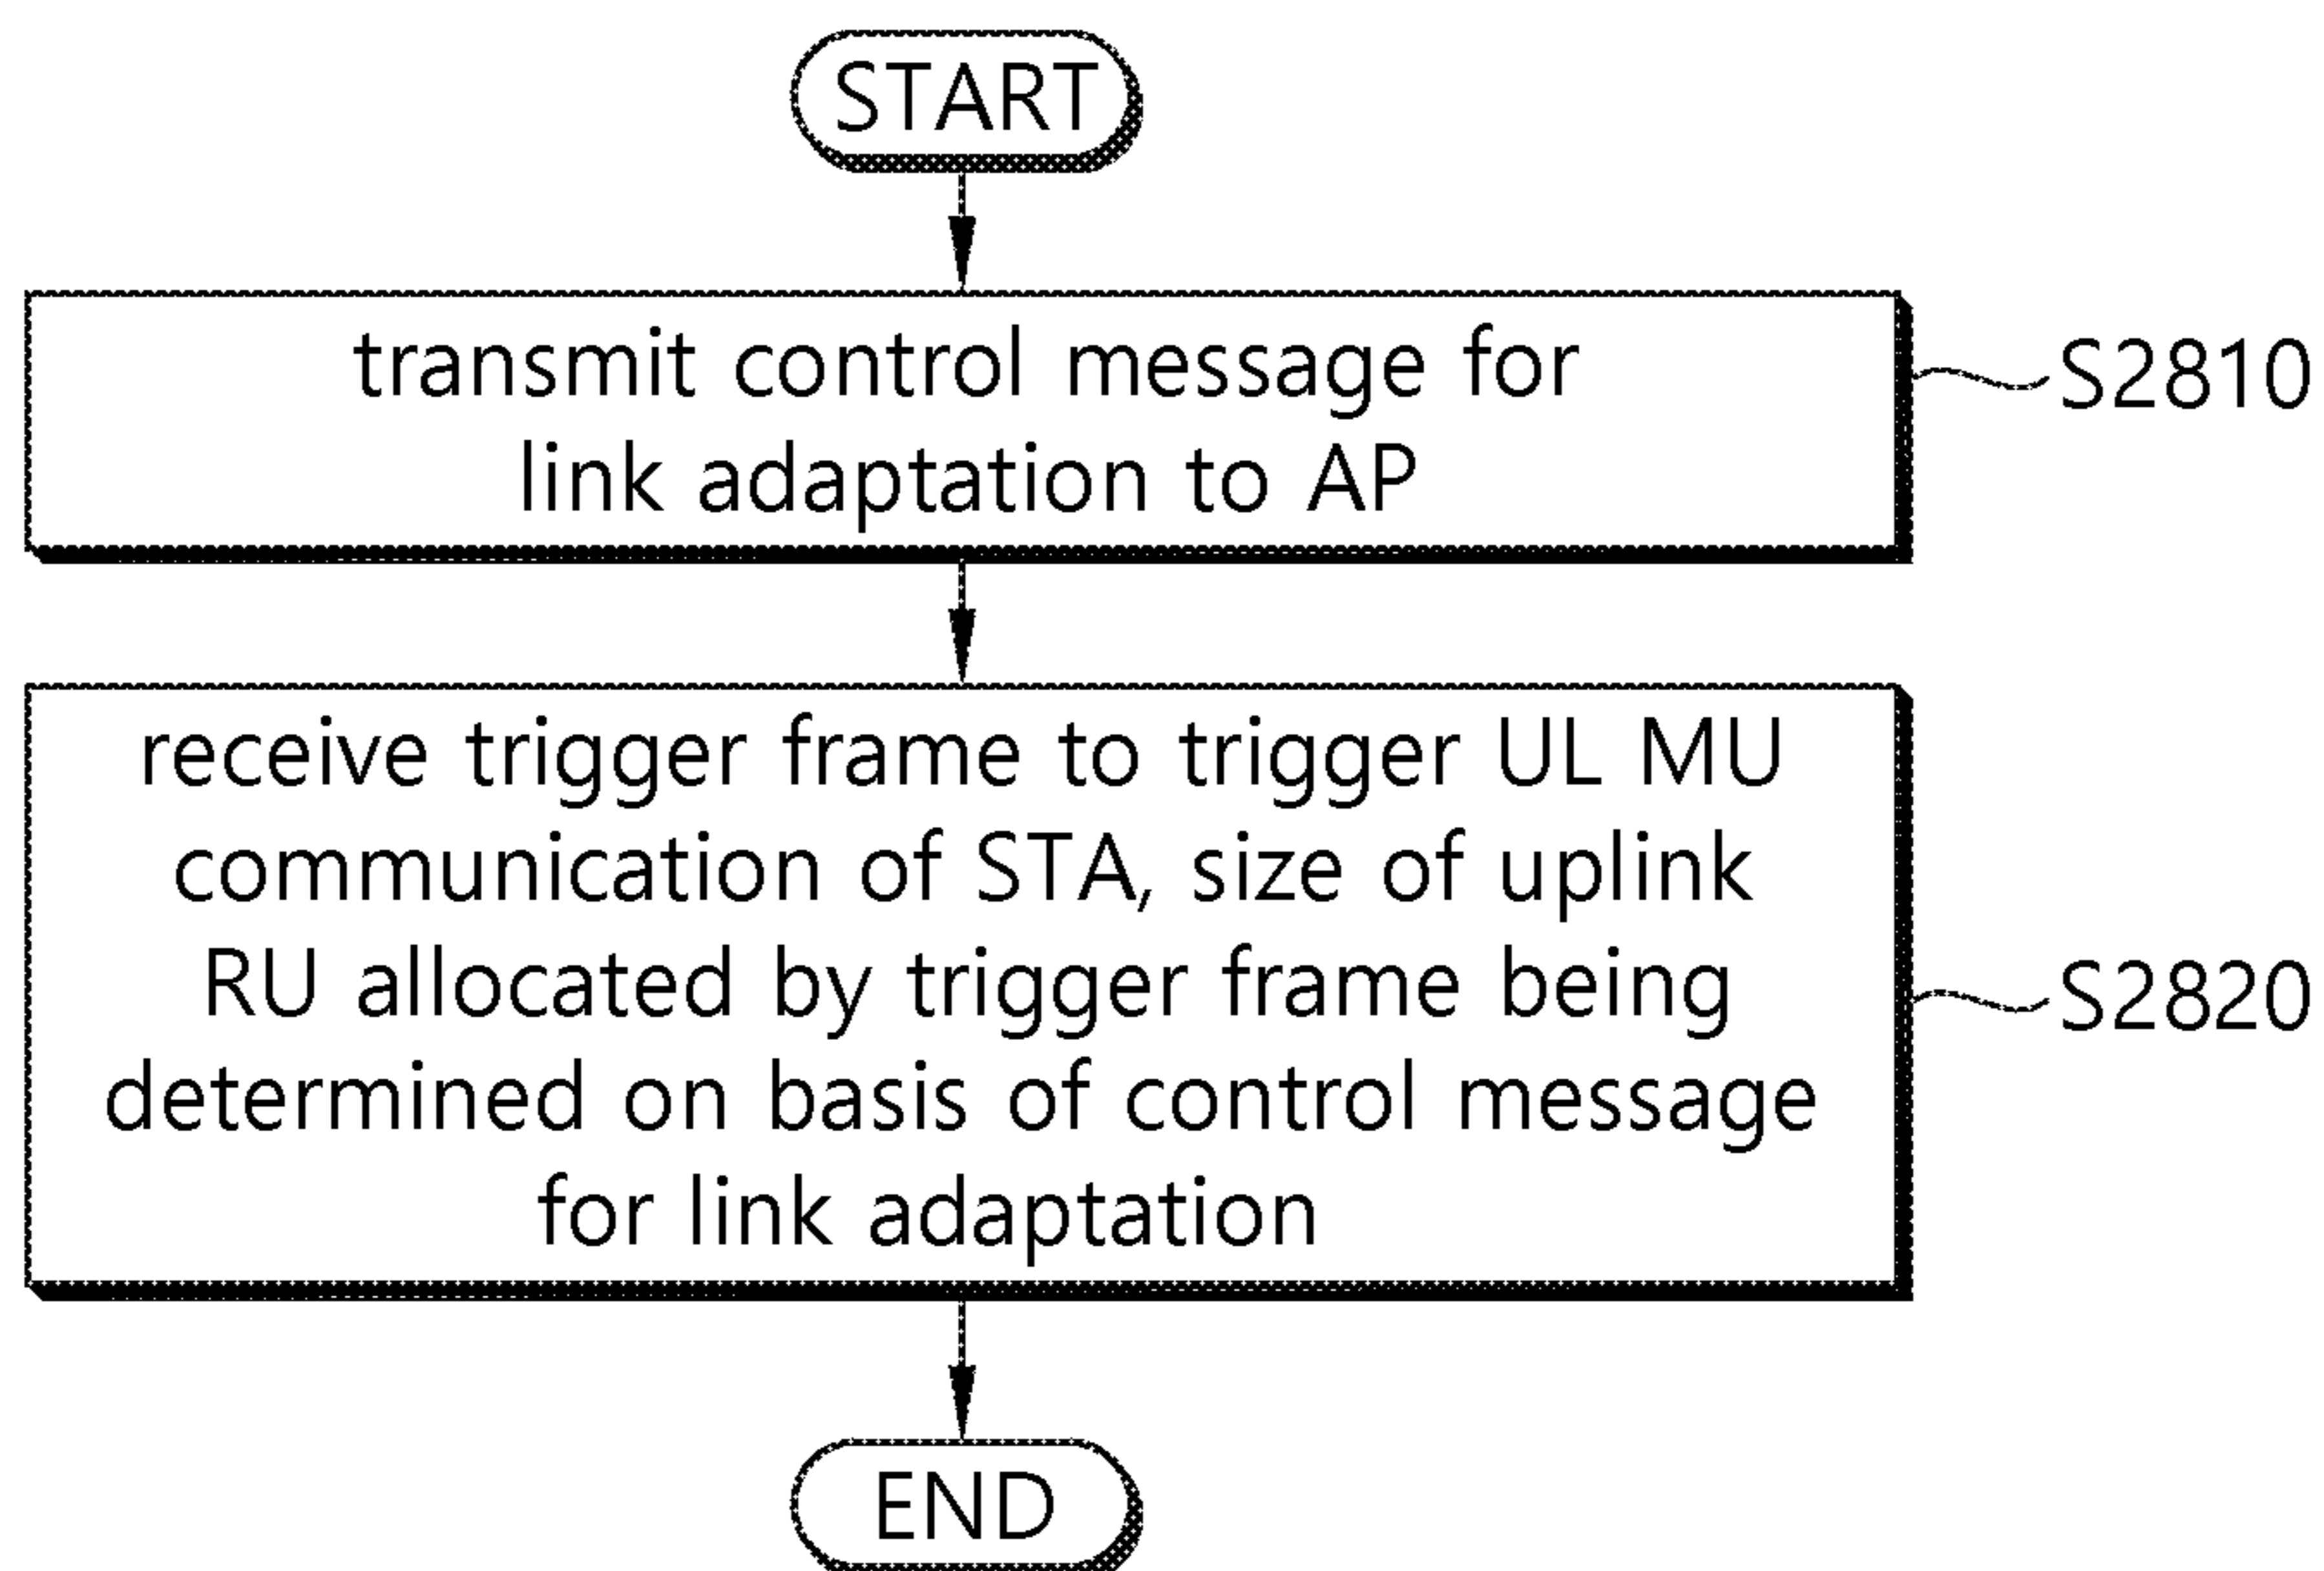 START
transmit control message for
link adaptation to AP
S2810
receive trigger frame to trigger UL MU
communication of STA, size of uplink
RU allocated by trigger frame being
determined on basis of control message
for link adaptation
S2820
END